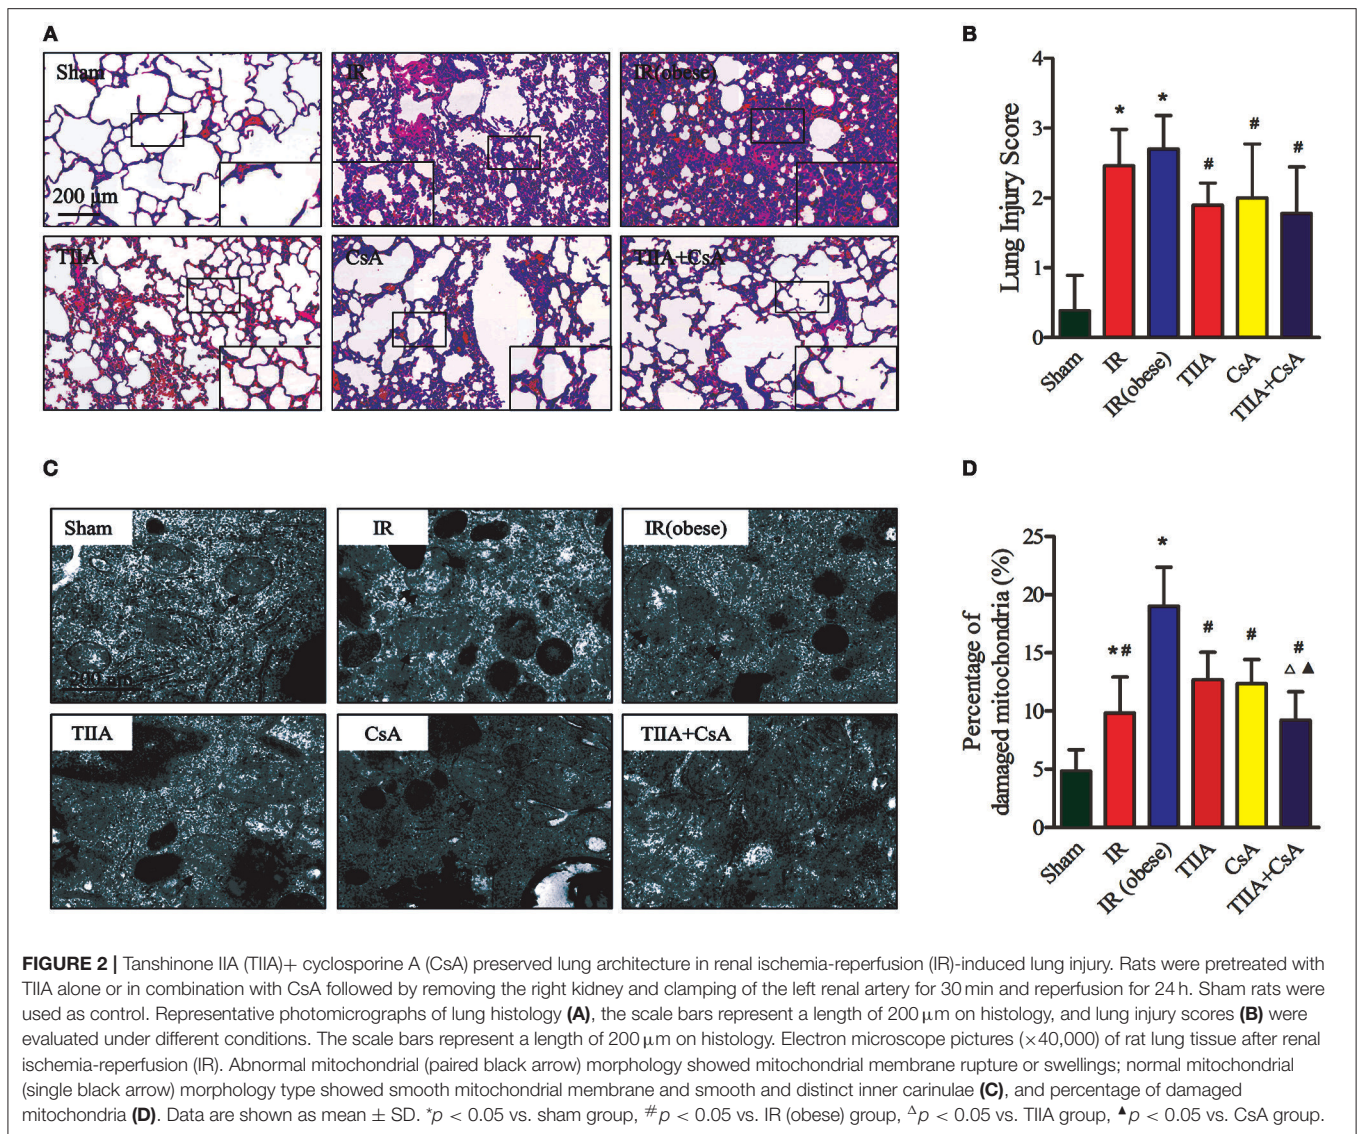 A
Sham
IR
IR(obese)
200 μm
TIIA
CsA
TIIA+CsA
B
Lung Injury Score
4
3
2
1
0
*
*
#
#
#
Sham
IR
IR(obese)
TIIA
CsA
TIIA+CsA
C
Sham
IR
IR(obese)
TIIA
CsA
TIIA+CsA
D
Percentage of
damaged mitochondria (%)
25
20
15
10
5
0
*#
*
#
#
#
△ ▲
Sham
IR
IR (obese)
TIIA
CsA
TIIA+CsA
FIGURE 2 | Tanshinone IIA (TIIA)+ cyclosporine A (CsA) preserved lung architecture in renal ischemia-reperfusion (IR)-induced lung injury. Rats were pretreated with
TIIA alone or in combination with CsA followed by removing the right kidney and clamping of the left renal artery for 30 min and reperfusion for 24 h. Sham rats were
used as control. Representative photomicrographs of lung histology (A), the scale bars represent a length of 200 μm on histology, and lung injury scores (B) were
evaluated under different conditions. The scale bars represent a length of 200 μm on histology. Electron microscope pictures (×40,000) of rat lung tissue after renal
ischemia-reperfusion (IR). Abnormal mitochondrial (paired black arrow) morphology showed mitochondrial membrane rupture or swellings; normal mitochondrial
(single black arrow) morphology type showed smooth mitochondrial membrane and smooth and distinct inner carinulae (C), and percentage of damaged
mitochondria (D). Data are shown as mean ± SD. *p < 0.05 vs. sham group, #p < 0.05 vs. IR (obese) group, △p < 0.05 vs. TIIA group, ▲p < 0.05 vs. CsA group.